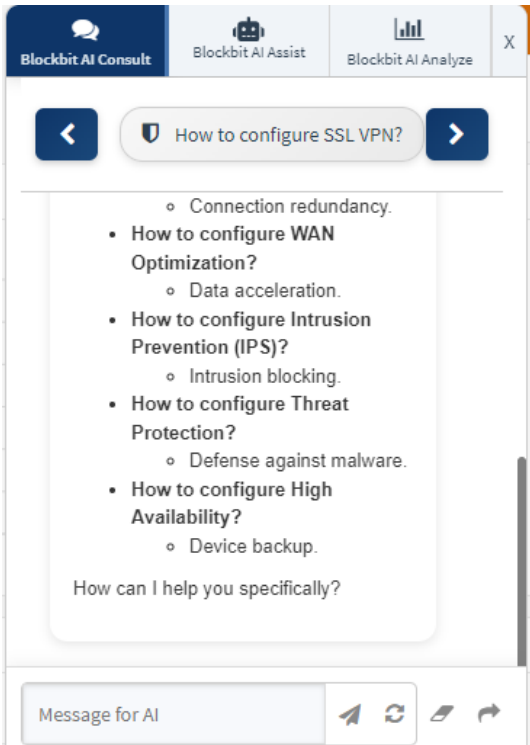 Blockbit AI Consult
Blockbit AI Assist
Blockbit AI Analyze
X
How to configure SSL VPN?
Connection redundancy.
How to configure WAN
Optimization?
Data acceleration.
How to configure Intrusion
Prevention (IPS)?
Intrusion blocking.
How to configure Threat
Protection?
Defense against malware.
How to configure High
Availability?
Device backup.
How can I help you specifically?
Message for AI